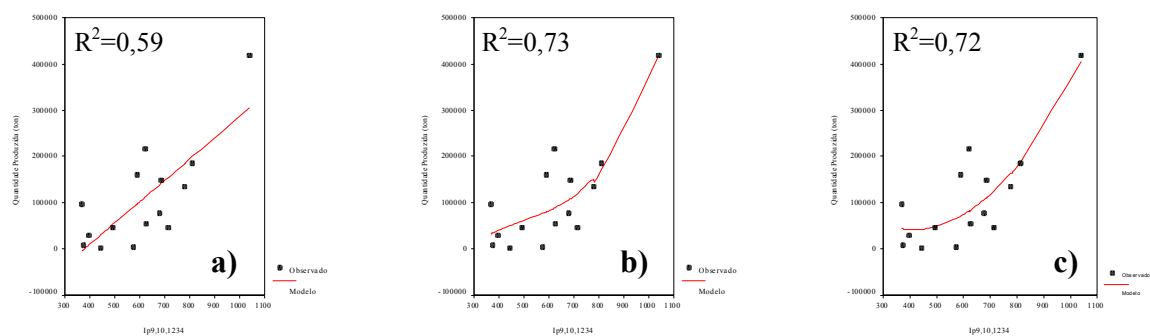 500000
400000
300000
200000
100000
0
-100000
Quantidade Produzida (ton)
R²=0,59
a)
Observado
Modelo
300 400 500 600 700 800 900 1000 1100
Ip9,10,1234
500000
400000
300000
200000
100000
0
-100000
Quantidade Produzida (ton)
R²=0,73
b)
Observado
Modelo
300 400 500 600 700 800 900 1000 1100
Ip9,10,1234
500000
400000
300000
200000
100000
0
-100000
Quantidade Produzida (ton)
R²=0,72
c)
Observado
Modelo
300 400 500 600 700 800 900 1000 1100
Ip9,10,1234